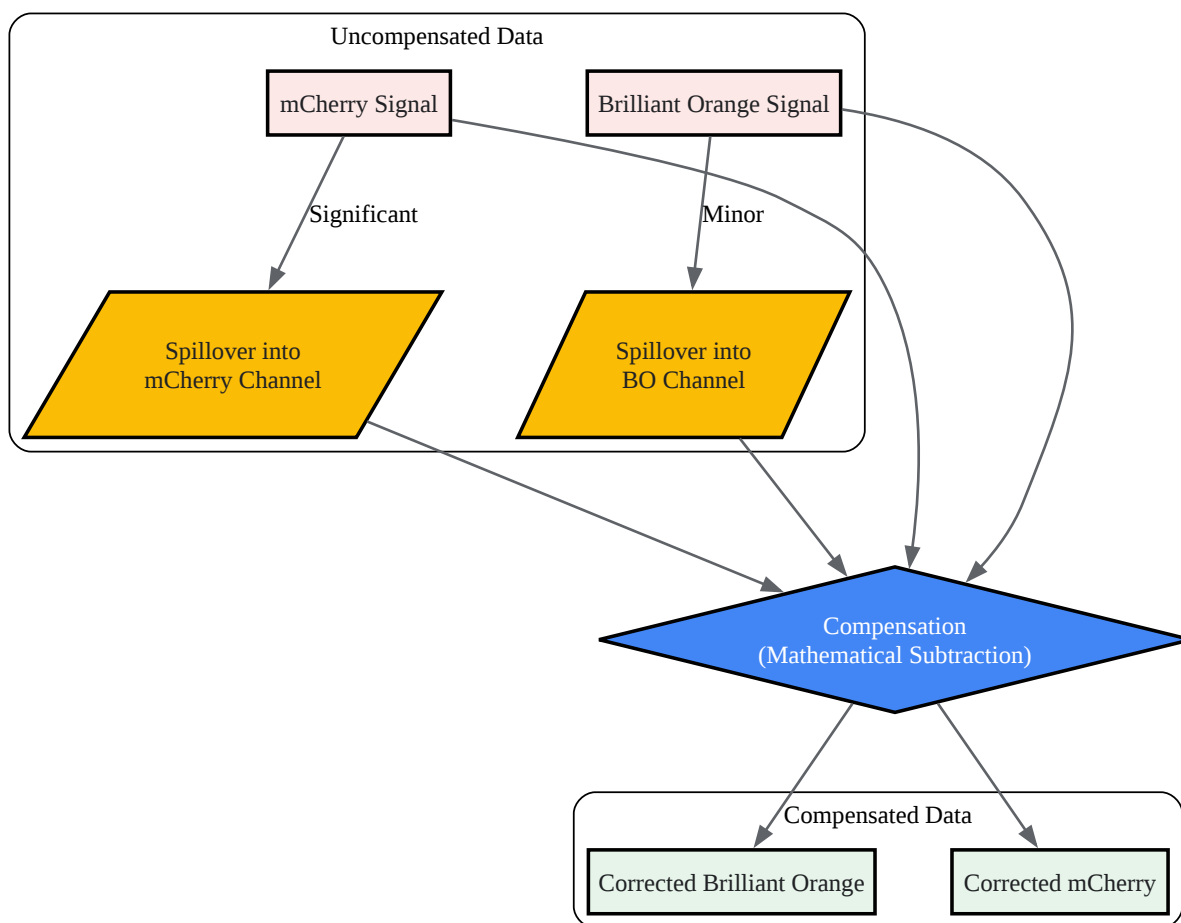 Uncompensated Data
mCherry Signal
Brilliant Orange Signal
Significant
Minor
Spillover into
mCherry Channel
Spillover into
BO Channel
Compensation
(Mathematical Subtraction)
Compensated Data
Corrected Brilliant Orange
Corrected mCherry